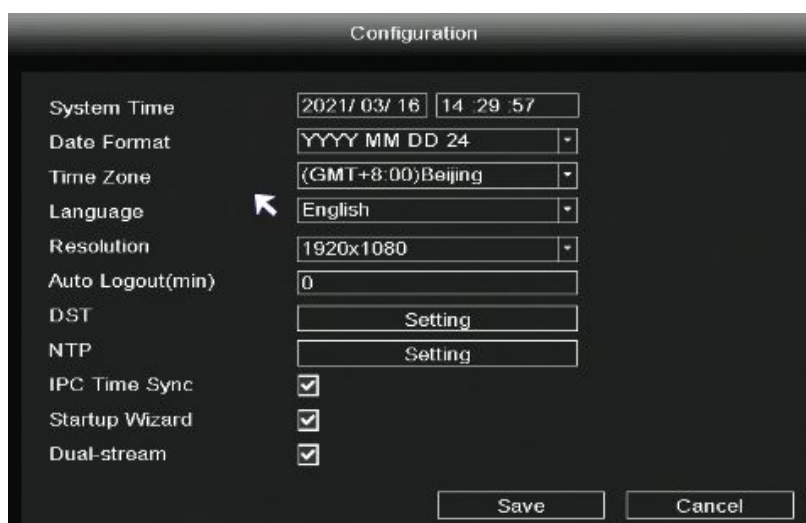 Configuration
System Time 2021/ 03/ 16 14 :29 :57
Date Format YYYY MM DD 24
Time Zone (GMT+8:00)Beijing
Language English
Resolution 1920x1080
Auto Logout(min) 0
DST Setting
NTP Setting
IPC Time Sync
Startup Wizard
Dual-stream
Save Cancel